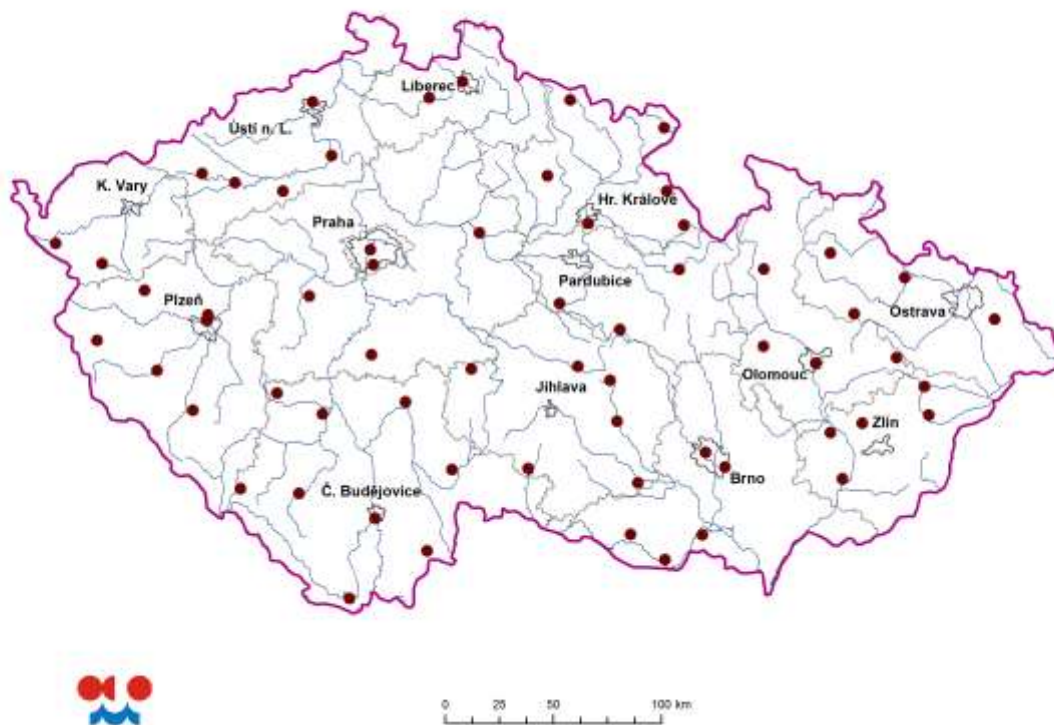 Liberec
Ústí n. L.
K. Vary
Hr. Králové
Praha
Pardubice
Plzeň
Ostrava
Olomouc
Jihlava
Zlín
Brno
Č. Budějovice
0 25 50 100 km